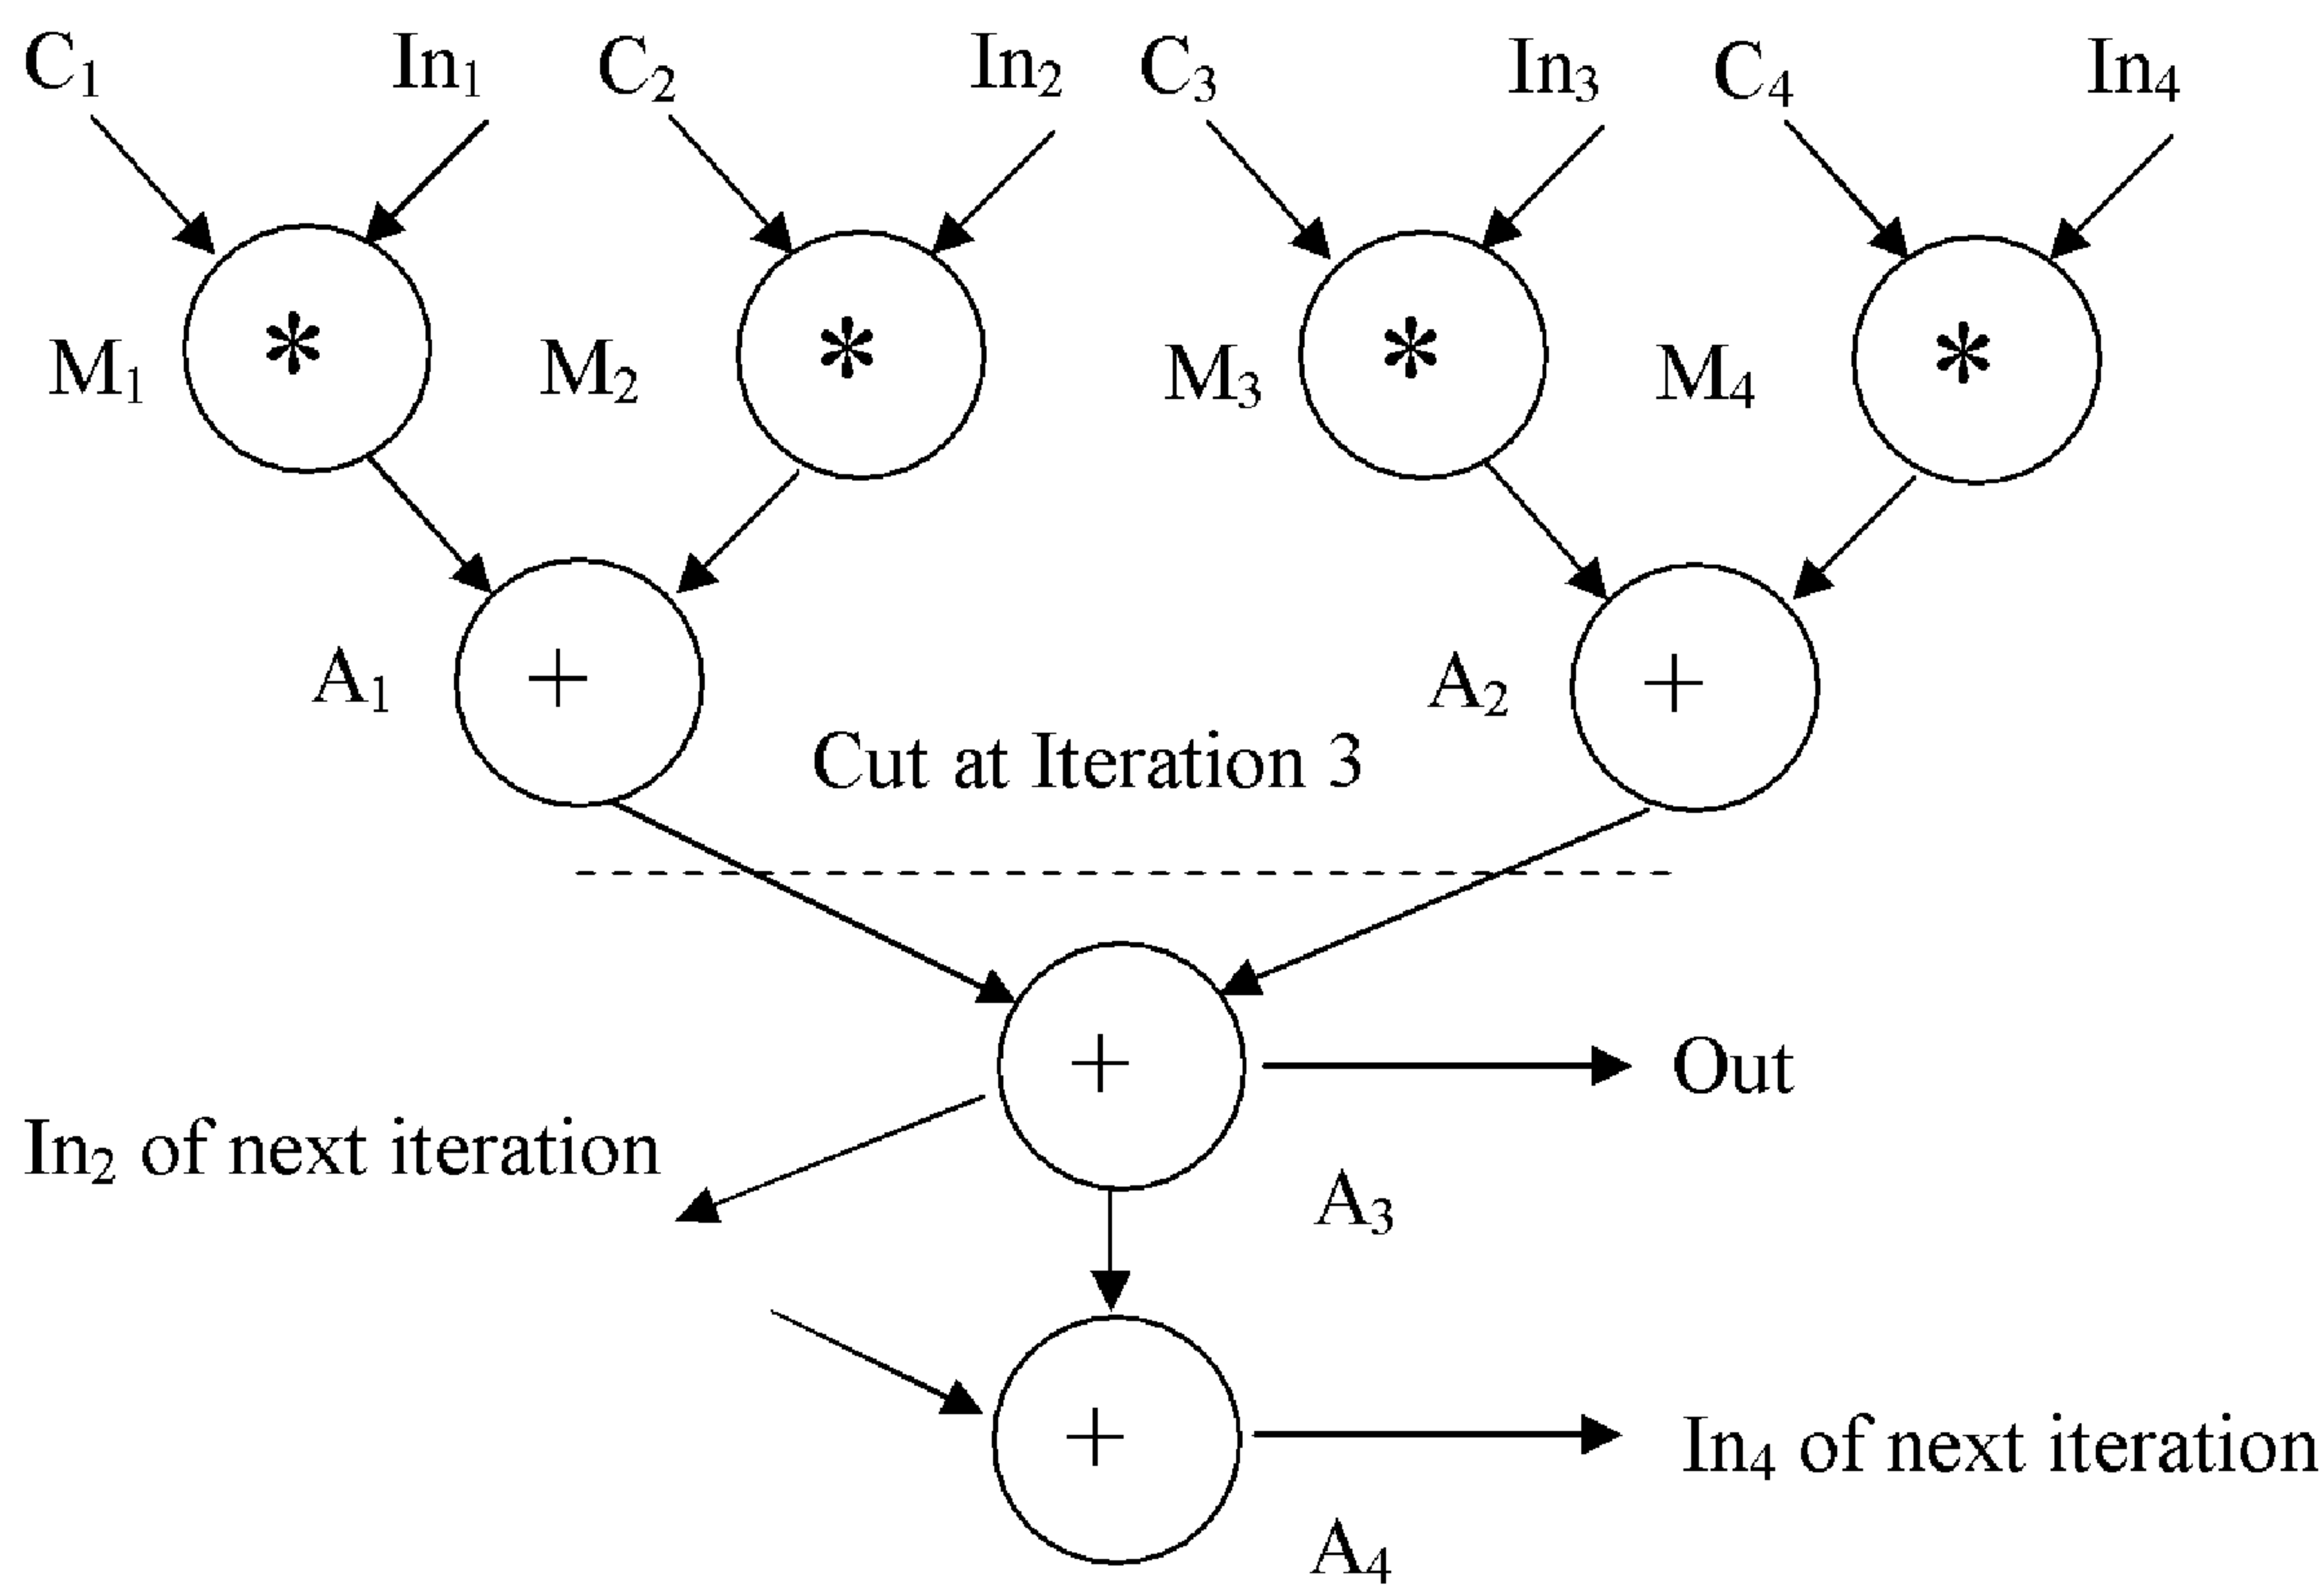 C₁ In₁ C₂ In₂ C₃ In₃ C₄ In₄
M₁ * M₂ * M₃ * M₄ *
A₁ + A₂ +
Cut at Iteration 3
+ Out
In₂ of next iteration
A₃
+ In₄ of next iteration
A₄